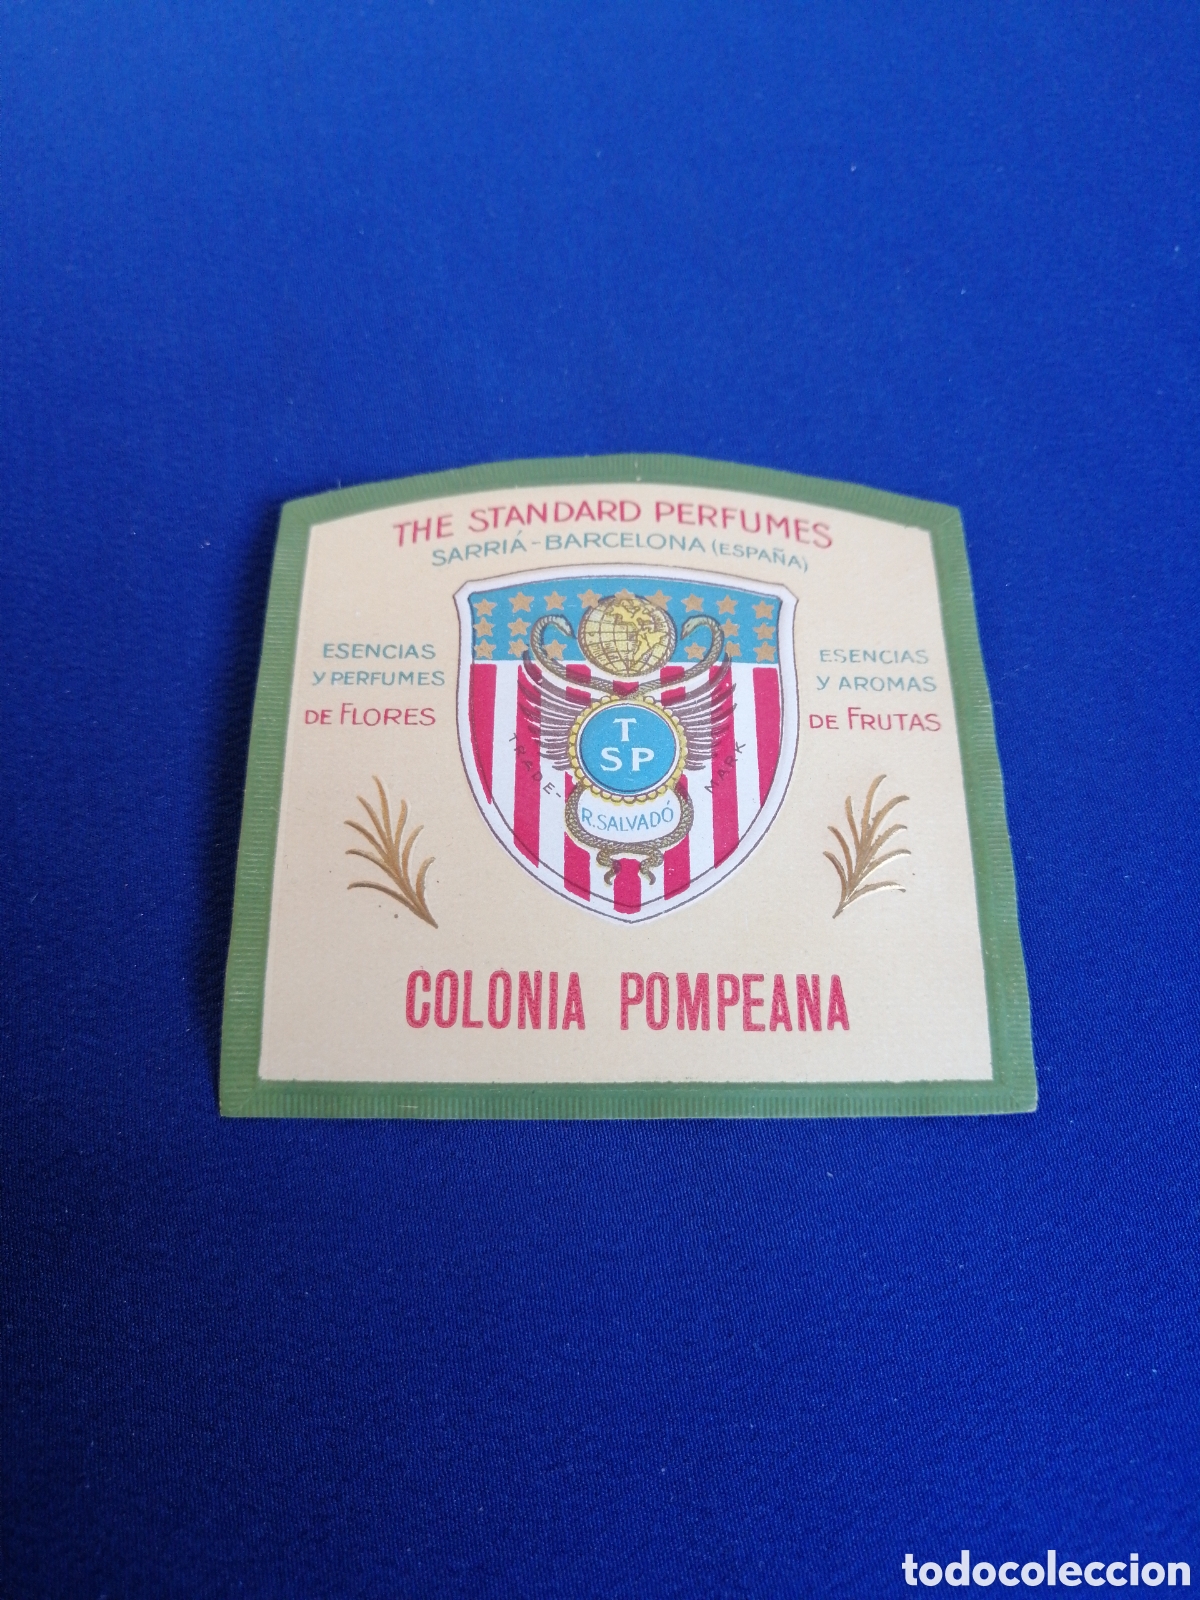 THE STANDARD PERFUMES
SARRIÁ-BARCELONA (ESPAÑA)
ESENCIAS
Y PERFUMES
DE FLORES
ESENCIAS
Y AROMAS
DE FRUTAS
T
SP
TRADE-MARK
R. SALVADÓ
COLONIA POMPEANA
todocoleccion